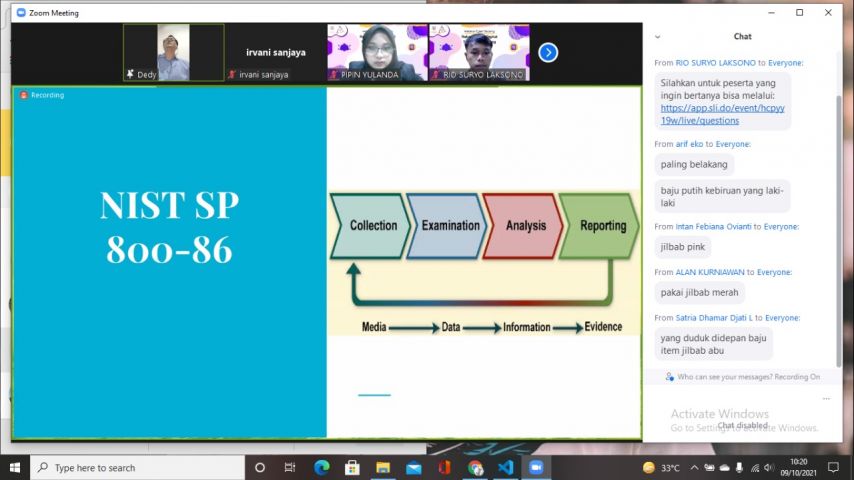 Zoom Meeting
Dedy
irvani sanjaya
irvani sanjaya
PIPIN YULANDA
RIO SURYO LAKSONO
Recording
NIST SP
800-86
Collection
Examination
Analysis
Reporting
Media
Data
Information
Evidence
Chat
From RIO SURYO LAKSONO to Everyone:
Silahkan untuk peserta yang
ingin bertanya bisa melalui:
https://app.sli.do/event/hcpyy
19w/live/questions
From arif eko to Everyone:
paling belakang
baju putih kebiruan yang laki-
laki
From Intan Febiana Ovianti to Everyone:
jilbab pink
From ALAN KURNIAWAN to Everyone:
pakai jilbab merah
From Satria Dhamar Djati L to Everyone:
yang duduk didepan baju
item jilbab abu
Who can see your messages? Recording On
Activate Windows
Go to Settings to activate Windows.
Chat disabled
Type here to search
33°C
10:20
09/10/2021